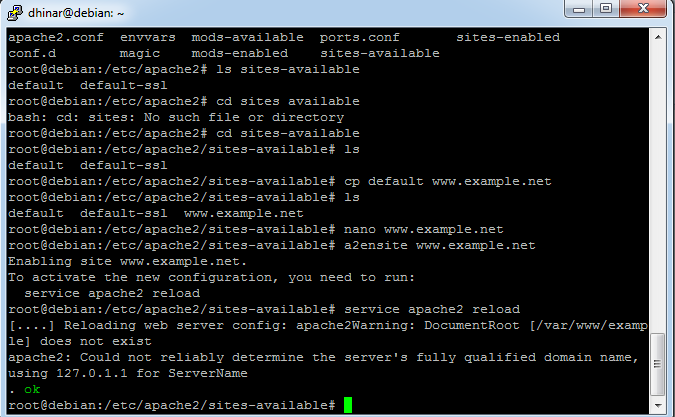 dhinar@debian: ~
apache2.conf  envvars  mods-available  ports.conf       sites-enabled
conf.d        magic    mods-enabled    sites-available
root@debian:/etc/apache2# ls sites-available
default  default-ssl
root@debian:/etc/apache2# cd sites available
bash: cd: sites: No such file or directory
root@debian:/etc/apache2# cd sites-available
root@debian:/etc/apache2/sites-available# ls
default  default-ssl
root@debian:/etc/apache2/sites-available# cp default www.example.net
root@debian:/etc/apache2/sites-available# ls
default  default-ssl  www.example.net
root@debian:/etc/apache2/sites-available# nano www.example.net
root@debian:/etc/apache2/sites-available# a2ensite www.example.net
Enabling site www.example.net.
To activate the new configuration, you need to run:
  service apache2 reload
root@debian:/etc/apache2/sites-available# service apache2 reload
[....] Reloading web server config: apache2Warning: DocumentRoot [/var/www/examp
le] does not exist
apache2: Could not reliably determine the server's fully qualified domain name,
using 127.0.1.1 for ServerName
. ok
root@debian:/etc/apache2/sites-available#